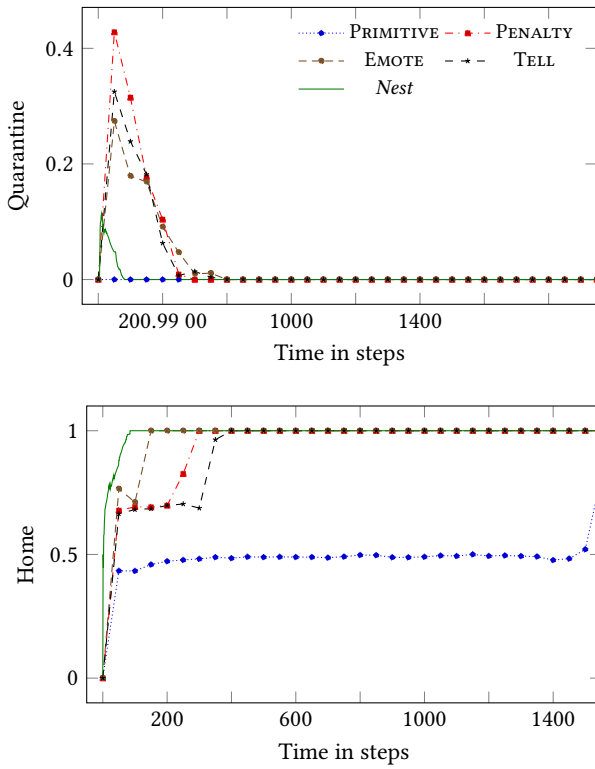 0.4
0.2
0
Quarantine
PRIMITIVE PENALTY
EMOTE TELL
Nest
200.99 00 1000 1400
Time in steps
1
0.5
0
Home
200 600 1000 1400
Time in steps